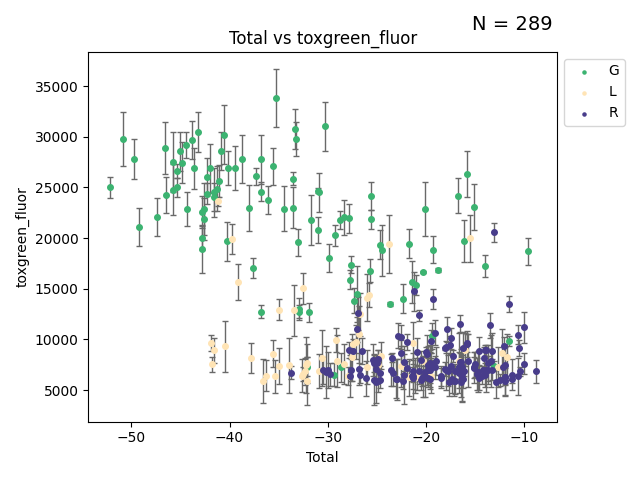 N = 289
Total vs toxgreen_fluor
G
L
R
35000
30000
25000
20000
15000
10000
5000
toxgreen_fluor
−50 −40 −30 −20 −10
Total